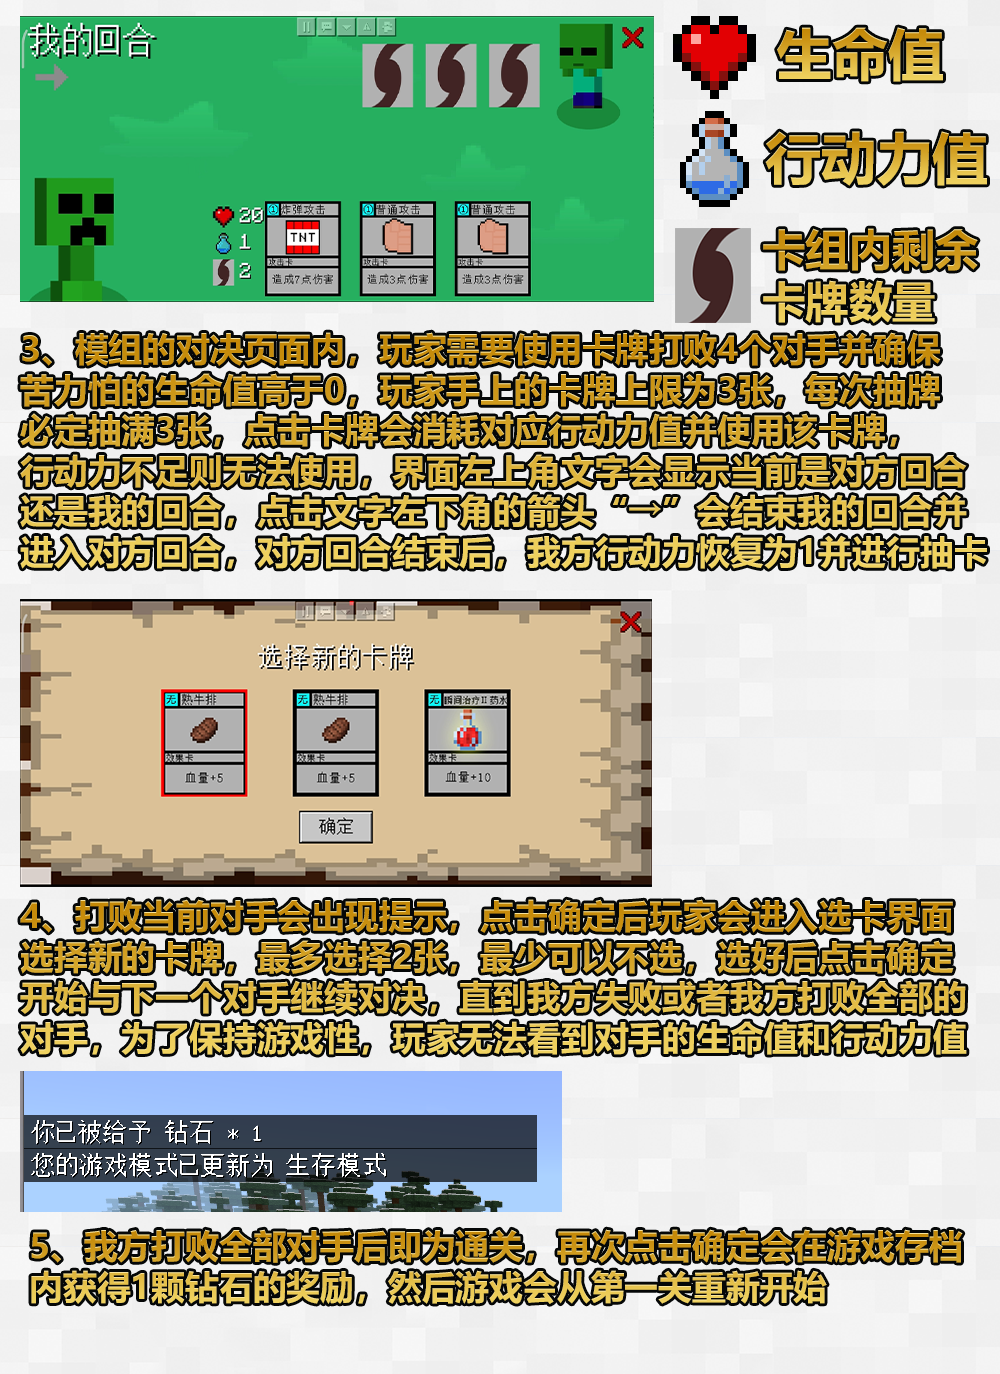 我的回合
生命值
行动力值
卡组内剩余
卡牌数量
20
1
2
① 炸弹攻击
TNT
攻击卡
造成7点伤害
① 普通攻击
攻击卡
造成3点伤害
① 普通攻击
攻击卡
造成3点伤害
3、模组的对决页面内，玩家需要使用卡牌打败4个对手并确保
苦力怕的生命值高于0，玩家手上的卡牌上限为3张，每次抽牌
必定抽满3张，点击卡牌会消耗对应行动力值并使用该卡牌，
行动力不足则无法使用，界面左上角文字会显示当前是对方回合
还是我的回合，点击文字左下角的箭头“→”会结束我的回合并
进入对方回合，对方回合结束后，我方行动力恢复为1并进行抽卡
选择新的卡牌
无 熟牛排
效果卡
血量+5
无 熟牛排
效果卡
血量+5
无 瞬间治疗II药水
效果卡
血量+10
确定
4、打败当前对手会出现提示，点击确定后玩家会进入选卡界面
选择新的卡牌，最多选择2张，最少可以不选，选好后点击确定
开始与下一个对手继续对决，直到我方失败或者我方打败全部的
对手，为了保持游戏性，玩家无法看到对手的生命值和行动力值
你已被给予 钻石 * 1
您的游戏模式已更新为 生存模式
5、我方打败全部对手后即为通关，再次点击确定会在游戏存档
内获得1颗钻石的奖励，然后游戏会从第一关重新开始